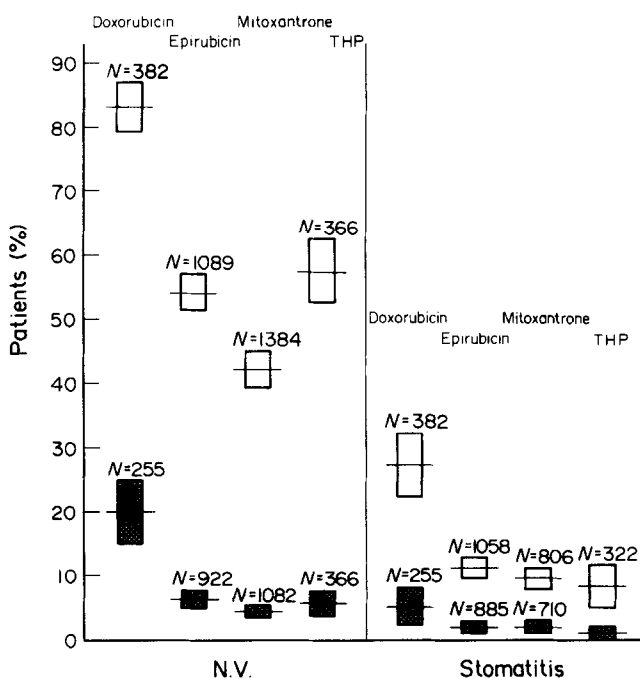 Doxorubicin Mitoxantrone
Epirubicin THP
90
N=382
80
70
N=366
60
N=1089
50
N=1384
40
30
N=255
20
10
N=922
N=1082
N=366
0
Patients (%)
N.V.
Doxorubicin Mitoxantrone
Epirubicin THP
N=382
N=1058
N=806
N=322
N=255
N=885
N=710
Stomatitis